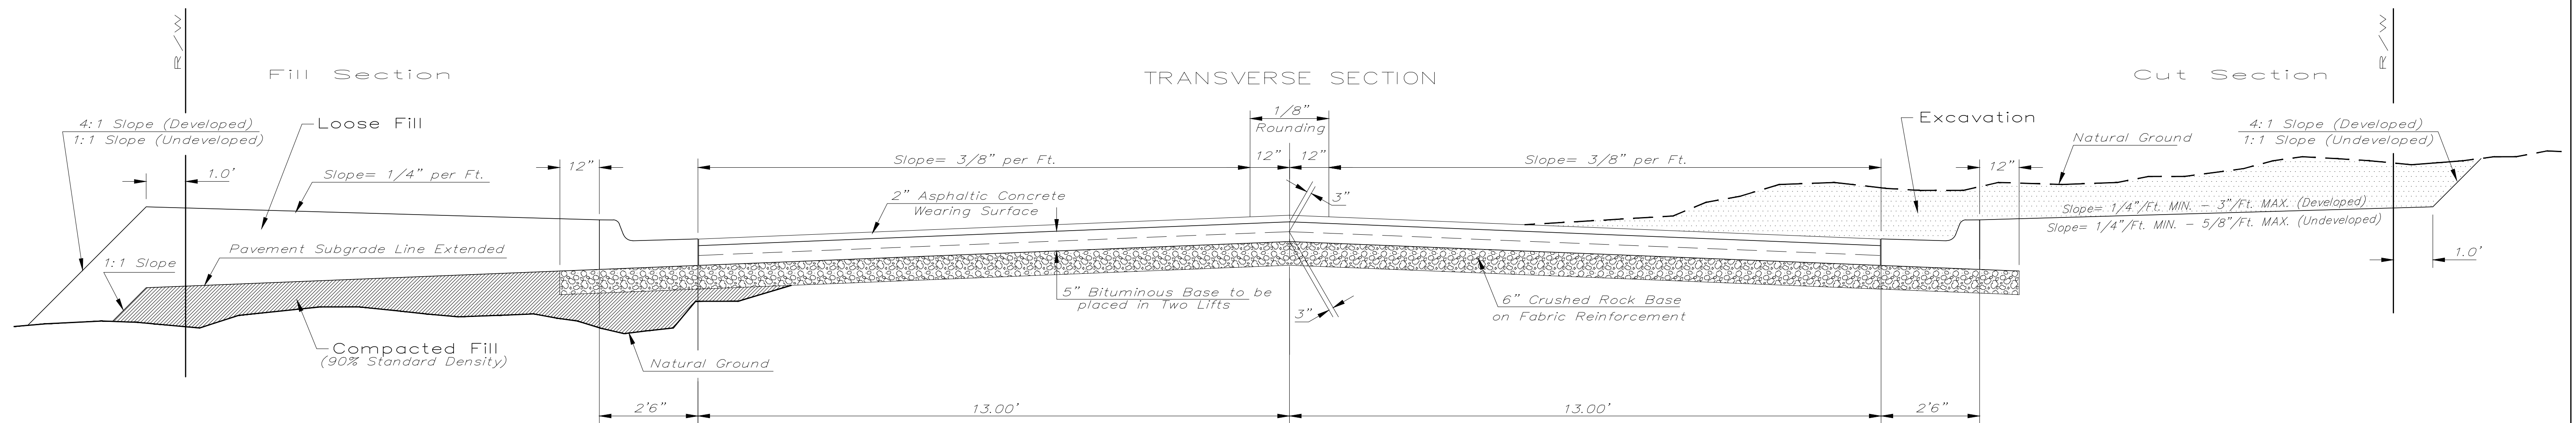 R/W
R/W
Fill Section
TRANSVERSE SECTION
Cut Section
4:1 Slope (Developed)
1:1 Slope (Undeveloped)
Loose Fill
1/8"
Rounding
Excavation
Natural Ground
4:1 Slope (Developed)
1:1 Slope (Undeveloped)
1.0'
Slope= 1/4" per Ft.
12"
Slope= 3/8" per Ft.
12"
12"
Slope= 3/8" per Ft.
12"
2" Asphaltic Concrete
Wearing Surface
3"
Slope= 1/4"/Ft. MIN. - 3"/Ft. MAX. (Developed)
Slope= 1/4"/Ft. MIN. - 5/8"/Ft. MAX. (Undeveloped)
Pavement Subgrade Line Extended
1:1 Slope
1.0'
5" Bituminous Base to be
placed in Two Lifts
3"
6" Crushed Rock Base
on Fabric Reinforcement
Compacted Fill
(90% Standard Density)
Natural Ground
2'6"
13.00'
13.00'
2'6"